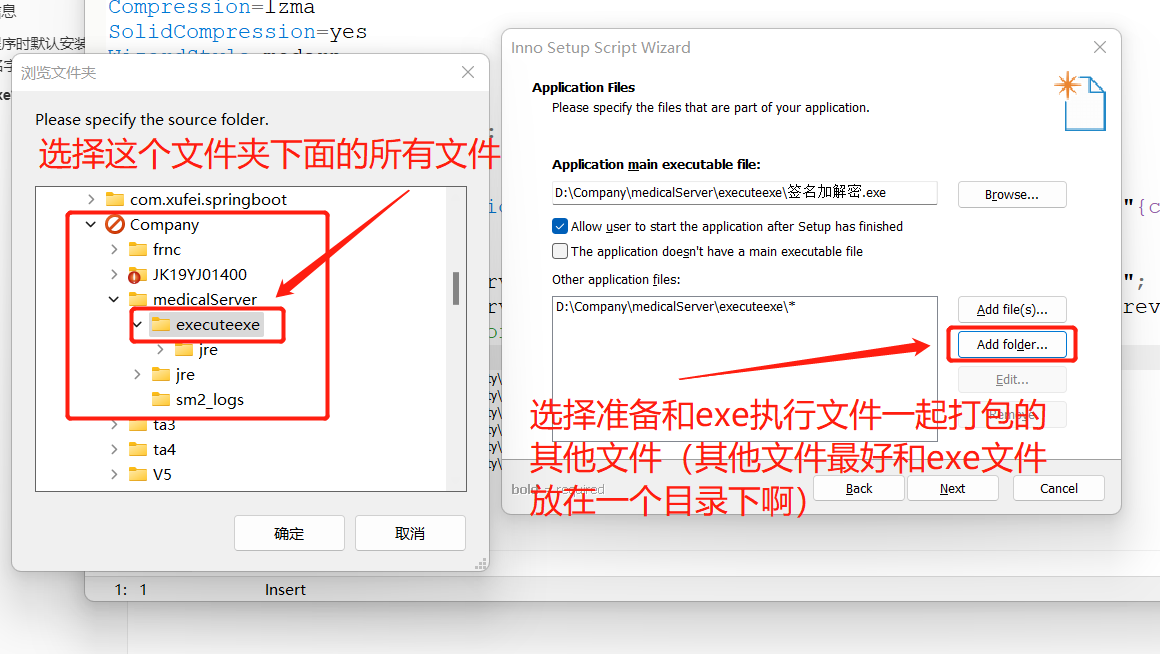 息
Compression=lzma
SolidCompression=yes
程序时默认安装
浏览文件夹
Please specify the source folder.
选择这个文件夹下面的所有文件
com.xufei.springboot
Company
frnc
JK19YJ01400
medicalServer
executeexe
jre
jre
sm2_logs
ta3
ta4
V5
确定
取消
1: 1 Insert
Inno Setup Script Wizard
Application Files
Please specify the files that are part of your application.
Application main executable file:
D:\Company\medicalServer\executeexe\签名加解密.exe
Browse...
Allow user to start the application after Setup has finished
The application doesn't have a main executable file
Other application files:
D:\Company\medicalServer\executeexe\*
Add file(s)...
Add folder...
Edit...
Remove
选择准备和exe执行文件一起打包的
其他文件（其他文件最好和exe文件
放在一个目录下啊）
bold = required
Back
Next
Cancel
"{c
";
rev